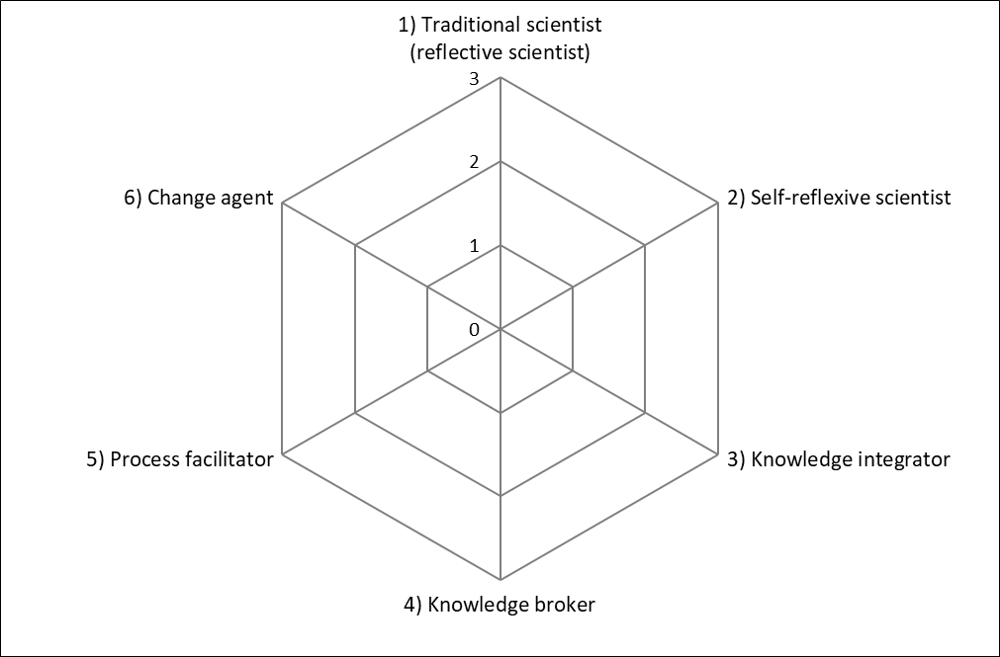 1) Traditional scientist
(reflective scientist)
3
2
6) Change agent
2) Self-reflexive scientist
1
0
5) Process facilitator
3) Knowledge integrator
4) Knowledge broker